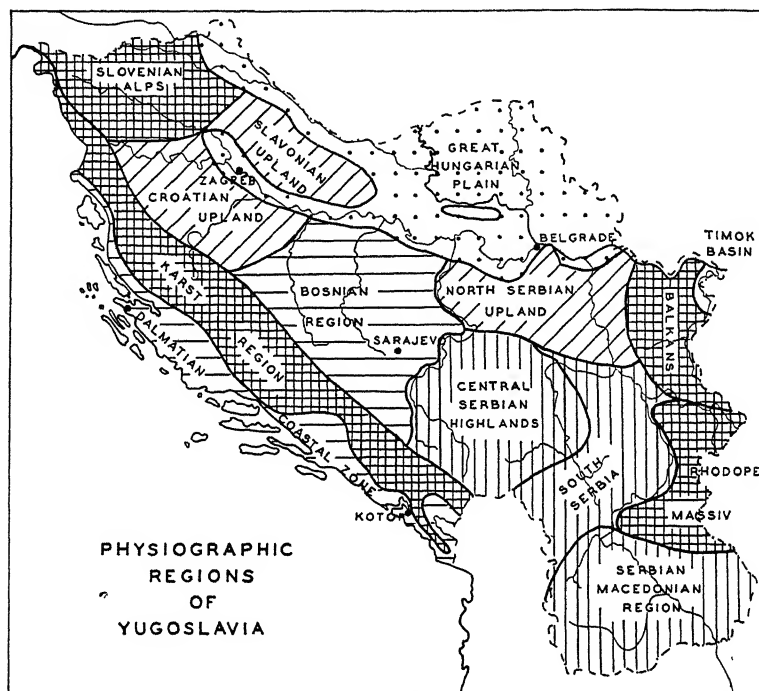 SLOVENIAN
ALPS
SLAVONIAN
UPLAND
GREAT
HUNGARIAN
PLAIN
ZAGREB
CROATIAN
UPLAND
BELGRADE
TIMOK
BASIN
KARST
REGION
BOSNIAN
REGION
NORTH SERBIAN
UPLAND
BALKANS
SARAJEV
DALMATIAN
COASTAL ZONE
CENTRAL
SERBIAN
HIGHLANDS
SOUTH
SERBIA
RHODOPE
MASSIV
KOTOR
SERBIAN
MACEDONIAN
REGION
PHYSIOGRAPHIC
REGIONS
OF
YUGOSLAVIA